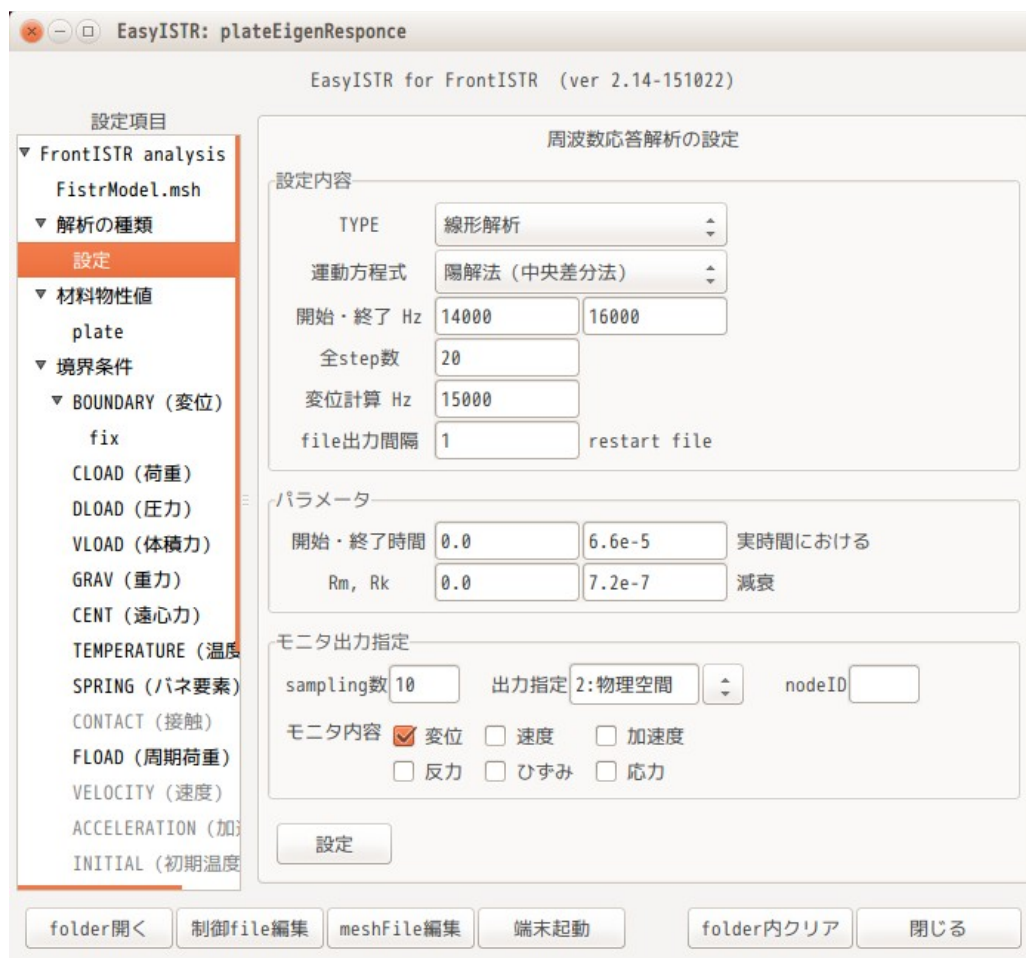 EasyISTR: plateEigenResponce
EasyISTR for FrontISTR (ver 2.14-151022)
設定項目
FrontISTR analysis
FistrModel.msh
解析の種類
設定
材料物性値
plate
境界条件
BOUNDARY (変位)
fix
CLOAD (荷重)
DLOAD (圧力)
VLOAD (体積力)
GRAV (重力)
CENT (遠心力)
TEMPERATURE (温度
SPRING (バネ要素)
CONTACT (接触)
FLOAD (周期荷重)
VELOCITY (速度)
ACCELERATION (加
INITIAL (初期温度
周波数応答解析の設定
設定内容
TYPE 線形解析
運動方程式 陽解法 (中央差分法)
開始・終了 Hz 14000 16000
全step数 20
変位計算 Hz 15000
file出力間隔 1 restart file
パラメータ
開始・終了時間 0.0 6.6e-5 実時間における
Rm, Rk 0.0 7.2e-7 減衰
モニタ出力指定
sampling数 10 出力指定 2:物理空間 nodeID
モニタ内容 変位 速度 加速度
反力 ひずみ 応力
設定
folder開く 制御file編集 meshFile編集 端末起動 folder内クリア 閉じる